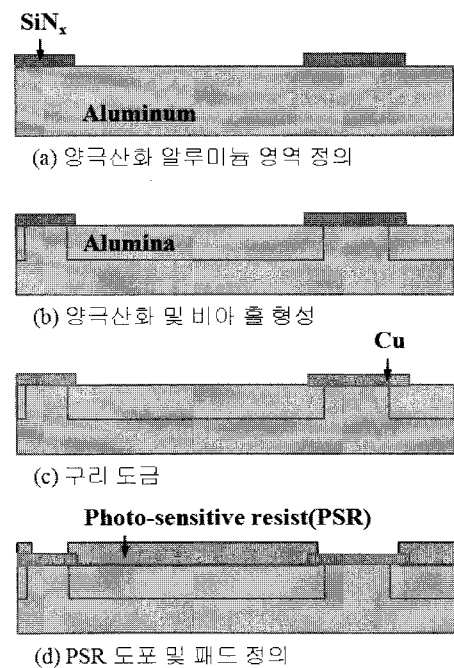 SiNx
Aluminum
(a) 양극산화 알루미늄 영역 정의
Alumina
(b) 양극산화 및 비아 홀 형성
Cu
(c) 구리 도금
Photo-sensitive resist(PSR)
(d) PSR 도포 및 패드 정의